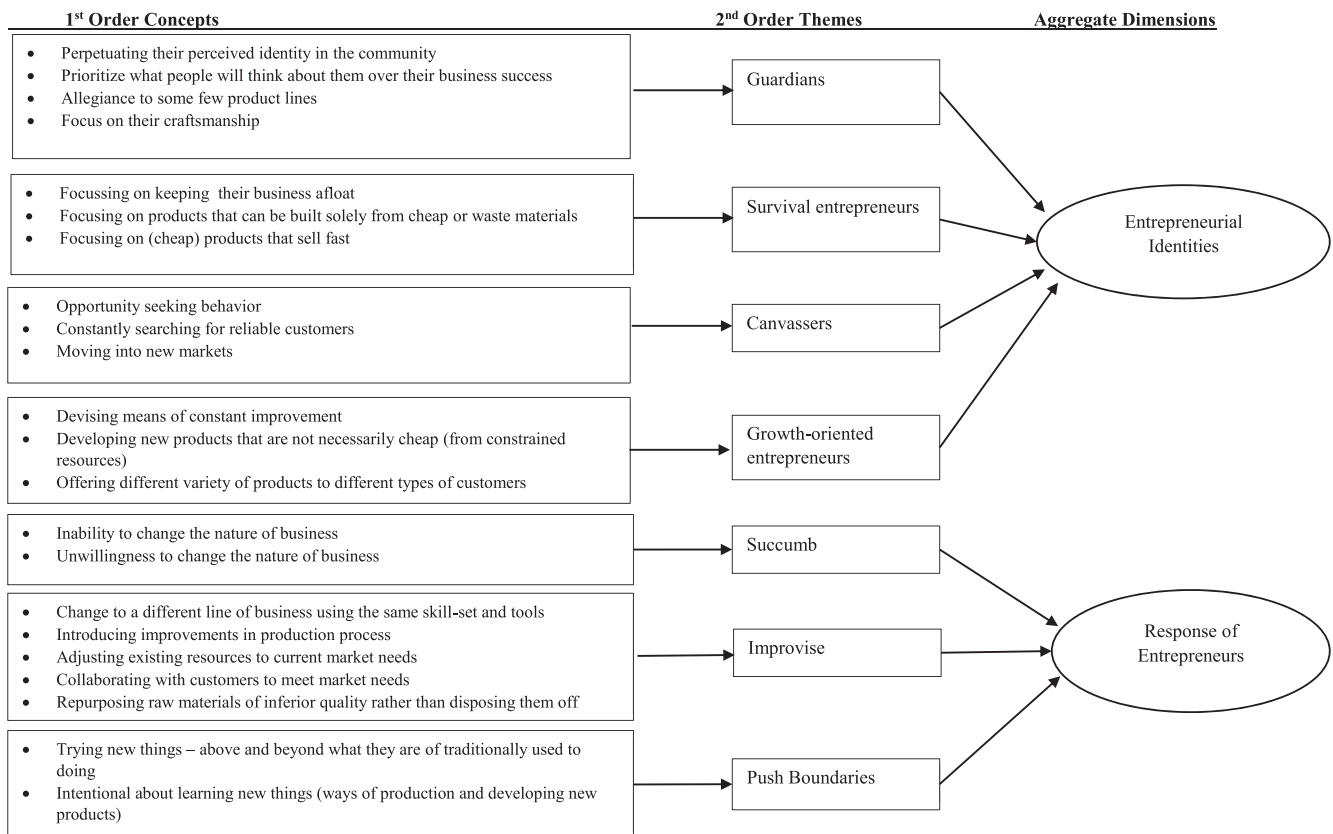 1st Order Concepts 2nd Order Themes Aggregate Dimensions
• Perpetuating their perceived identity in the community
• Prioritize what people will think about them over their business success
• Allegiance to some few product lines
• Focus on their craftsmanship
Guardians
• Focussing on keeping their business afloat
• Focusing on products that can be built solely from cheap or waste materials
• Focusing on (cheap) products that sell fast
Survival entrepreneurs
Entrepreneurial
Identities
• Opportunity seeking behavior
• Constantly searching for reliable customers
• Moving into new markets
Canvassers
• Devising means of constant improvement
• Developing new products that are not necessarily cheap (from constrained
resources)
• Offering different variety of products to different types of customers
Growth-oriented
entrepreneurs
• Inability to change the nature of business
• Unwillingness to change the nature of business
Succumb
• Change to a different line of business using the same skill-set and tools
• Introducing improvements in production process
• Adjusting existing resources to current market needs
• Collaborating with customers to meet market needs
• Repurposing raw materials of inferior quality rather than disposing them off
Improvise
Response of
Entrepreneurs
• Trying new things – above and beyond what they are of traditionally used to
doing
• Intentional about learning new things (ways of production and developing new
products)
Push Boundaries